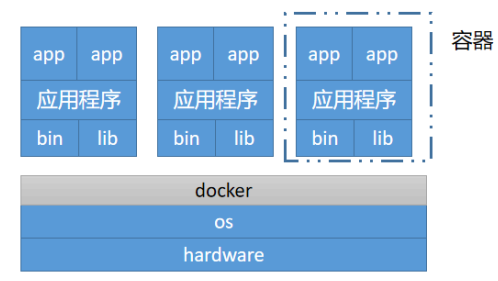 app app app app app app 容器
应用程序 应用程序 应用程序
bin lib bin lib bin lib
docker
os
hardware